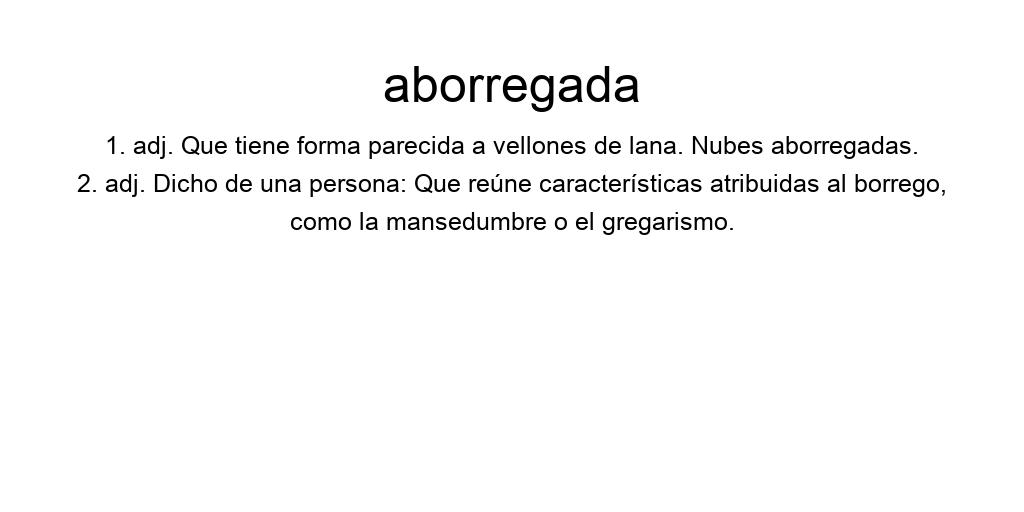 aborregada
1. adj. Que tiene forma parecida a vellones de lana. Nubes aborregadas.
2. adj. Dicho de una persona: Que reúne características atribuidas al borrego,
como la mansedumbre o el gregarismo.